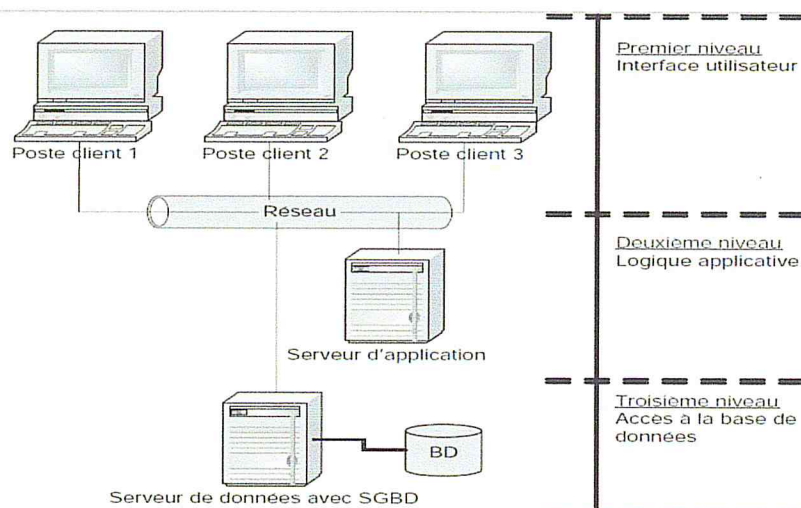 Premier niveau
Interface utilisateur
Poste client 1
Poste client 2
Poste client 3
Réseau
Deuxième niveau
Logique applicative
Serveur d'application
Troisième niveau
Accès à la base de
données
BD
Serveur de données avec SGBD